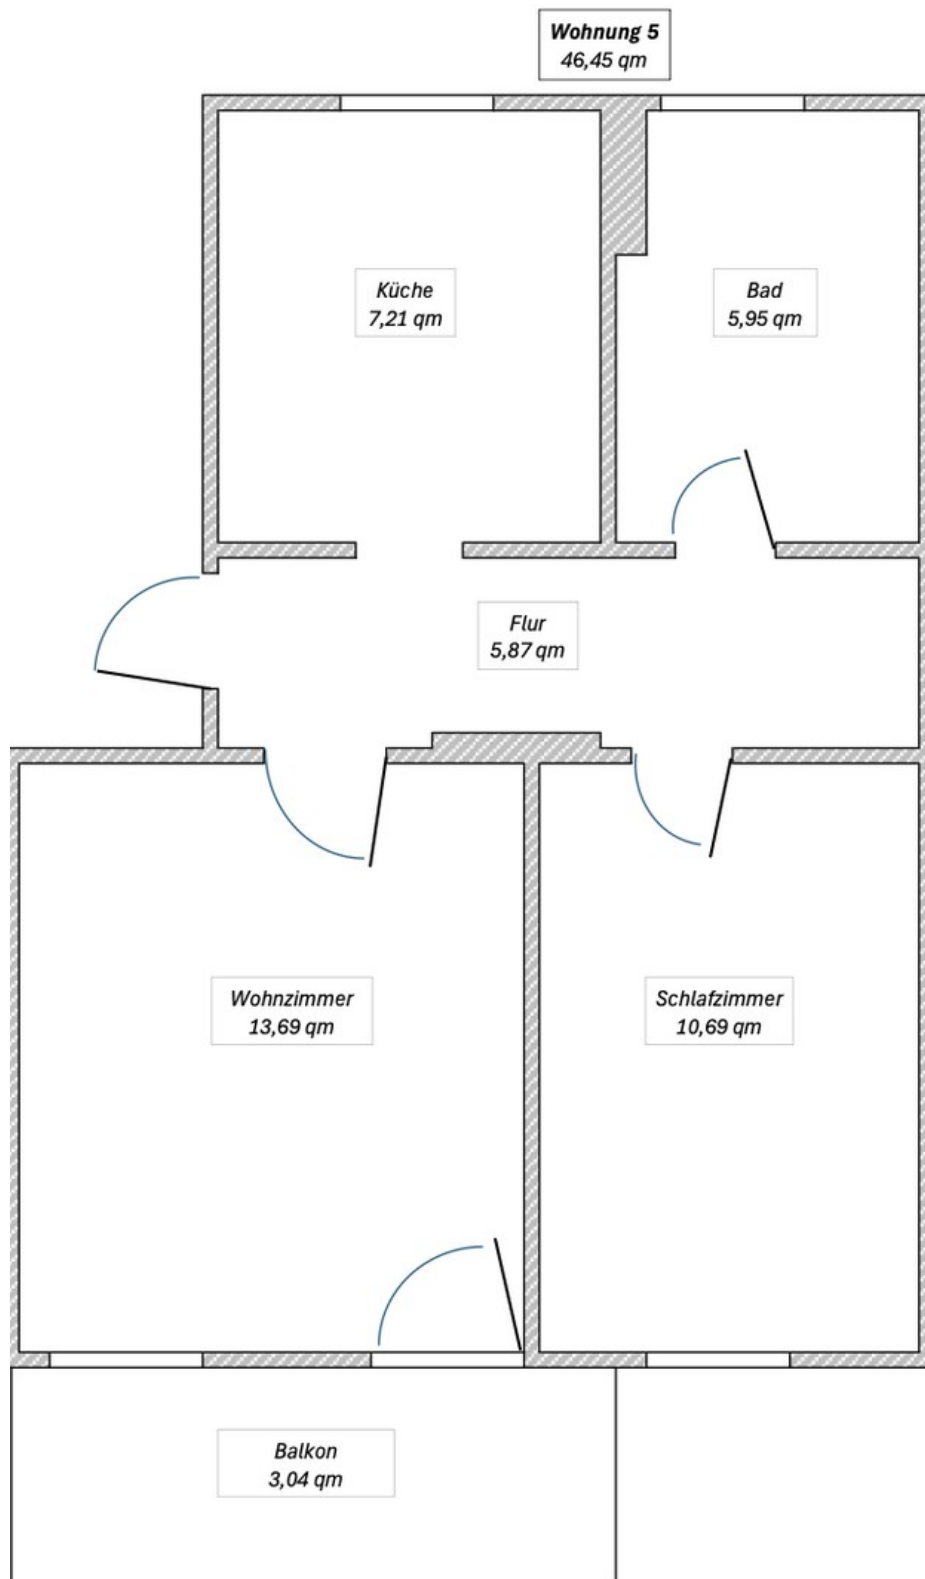 Wohnung 5
46,45 qm
Küche
7,21 qm
Bad
5,95 qm
Flur
5,87 qm
Wohnzimmer
13,69 qm
Schlafzimmer
10,69 qm
Balkon
3,04 qm